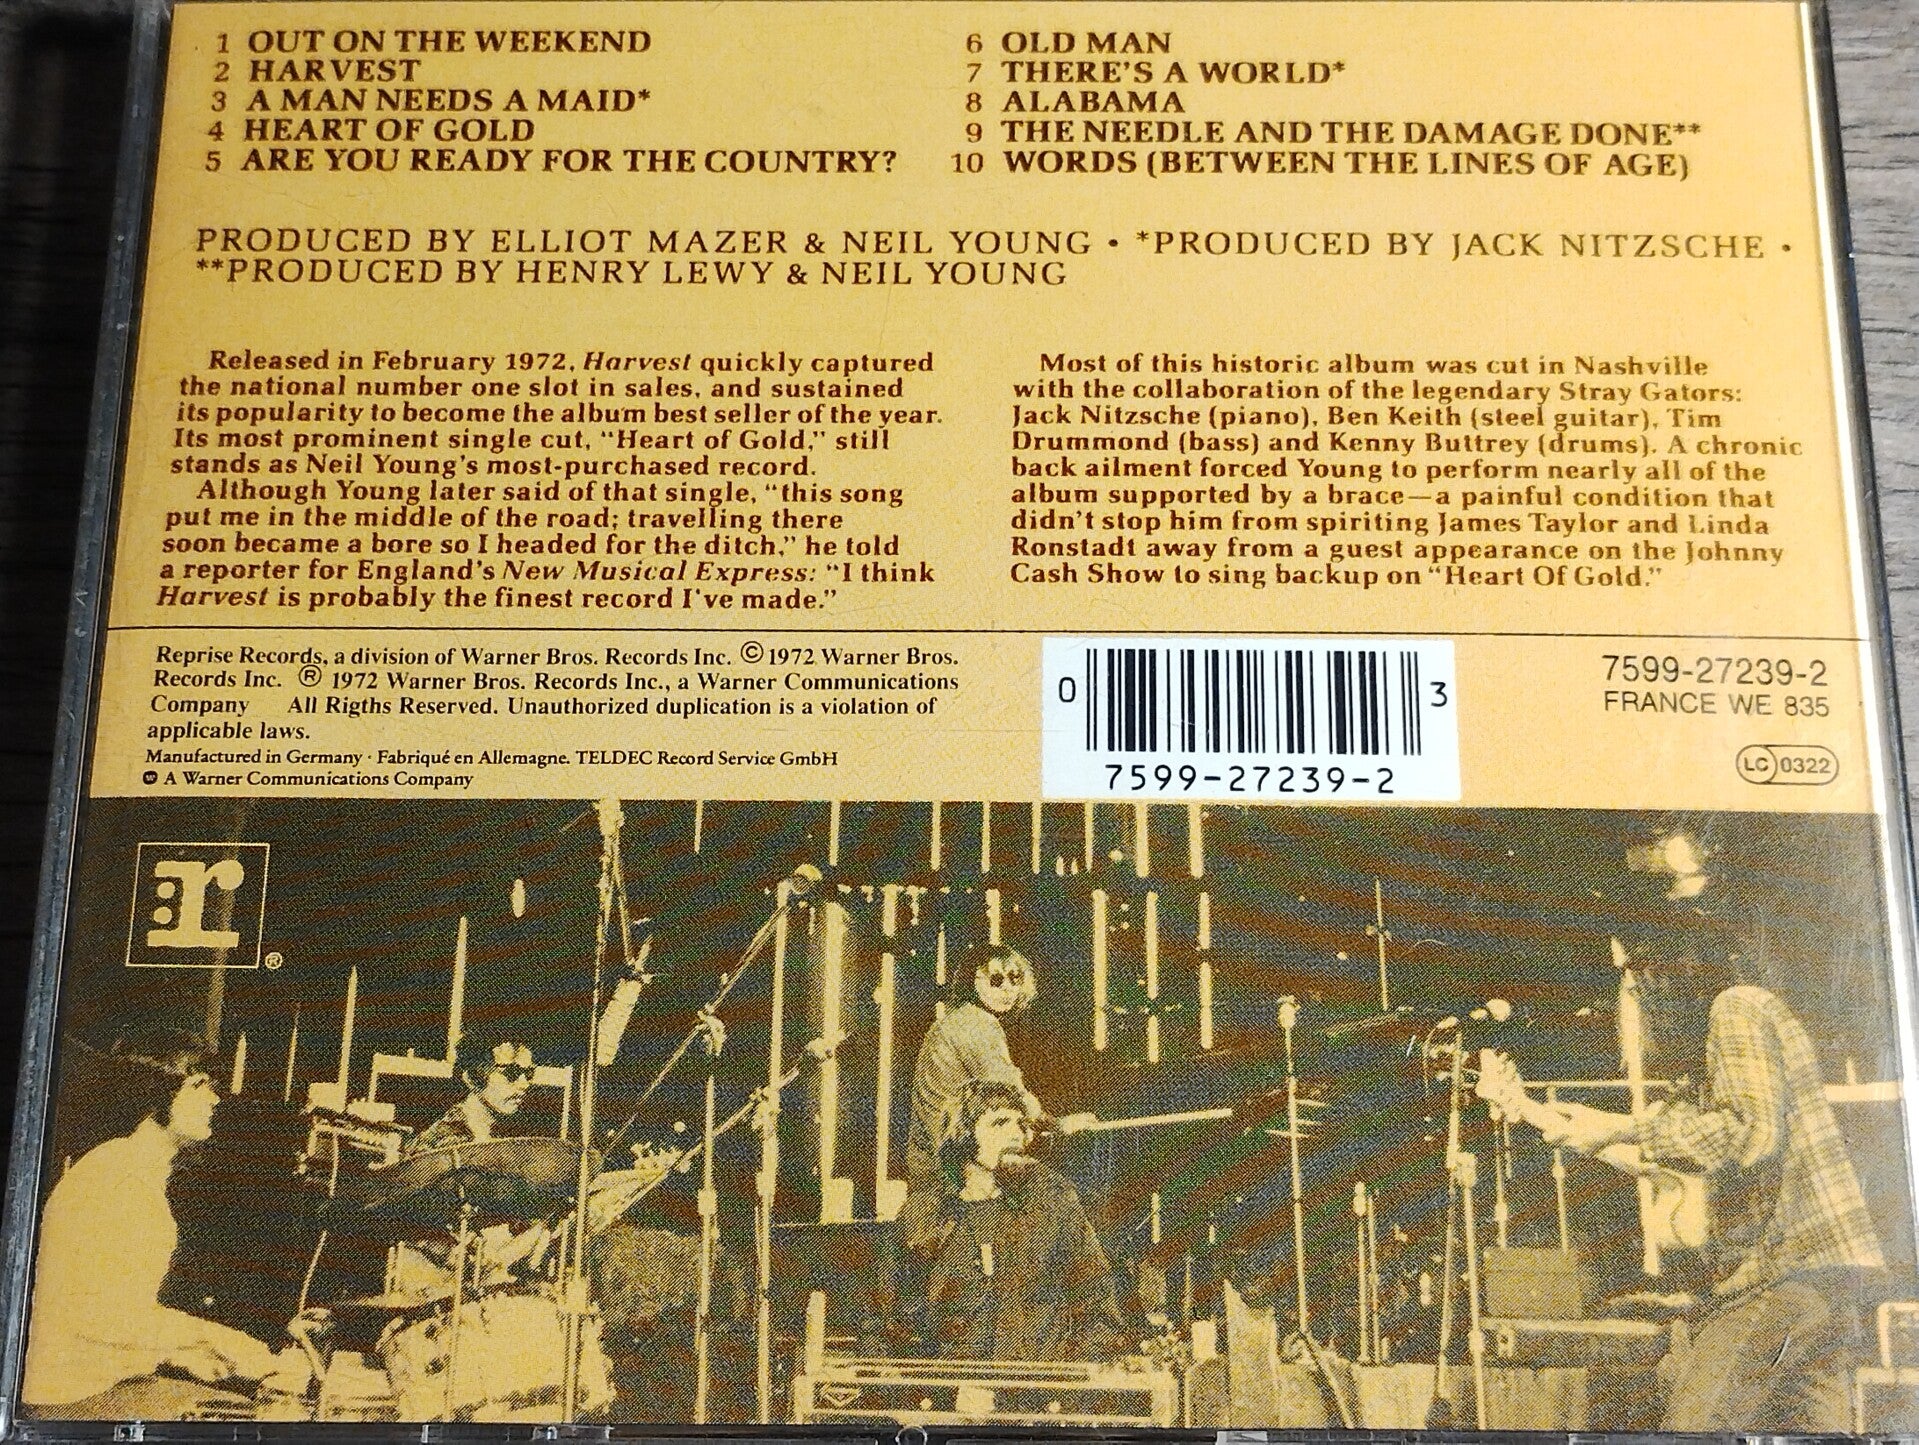 1 OUT ON THE WEEKEND
2 HARVEST
3 A MAN NEEDS A MAID*
4 HEART OF GOLD
5 ARE YOU READY FOR THE COUNTRY?
6 OLD MAN
7 THERE'S A WORLD*
8 ALABAMA
9 THE NEEDLE AND THE DAMAGE DONE**
10 WORDS (BETWEEN THE LINES OF AGE)
PRODUCED BY ELLIOT MAZER & NEIL YOUNG • *PRODUCED BY JACK NITZSCHE •
**PRODUCED BY HENRY LEWY & NEIL YOUNG
Released in February 1972, Harvest quickly captured
the national number one slot in sales, and sustained
its popularity to become the album best seller of the year.
Its most prominent single cut, "Heart of Gold," still
stands as Neil Young's most-purchased record.
Although Young later said of that single, "this song
put me in the middle of the road; travelling there
soon became a bore so I headed for the ditch," he told
a reporter for England's New Musical Express: "I think
Harvest is probably the finest record I've made."
Most of this historic album was cut in Nashville
with the collaboration of the legendary Stray Gators:
Jack Nitzsche (piano), Ben Keith (steel guitar), Tim
Drummond (bass) and Kenny Buttrey (drums). A chronic
back ailment forced Young to perform nearly all of the
album supported by a brace—a painful condition that
didn't stop him from spiriting James Taylor and Linda
Ronstadt away from a guest appearance on the Johnny
Cash Show to sing backup on "Heart Of Gold."
Reprise Records, a division of Warner Bros. Records Inc. © 1972 Warner Bros.
Records Inc. ® 1972 Warner Bros. Records Inc., a Warner Communications
Company All Rigths Reserved. Unauthorized duplication is a violation of
applicable laws.
Manufactured in Germany · Fabriqué en Allemagne. TELDEC Record Service GmbH
A Warner Communications Company
0 3
7599-27239-2
7599-27239-2
FRANCE WE 835
LC 0322
:r ®